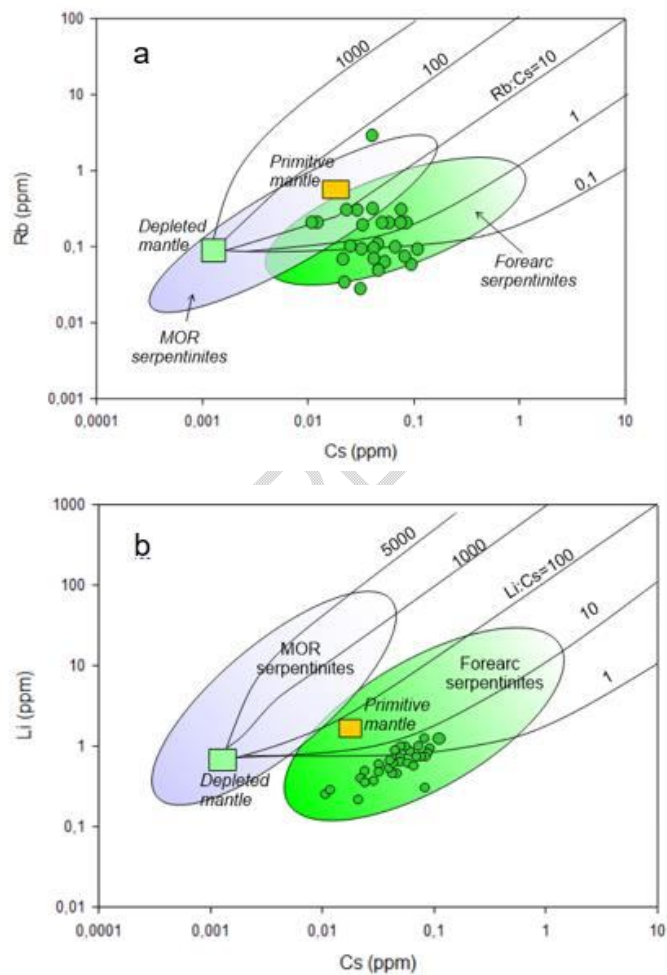 a
100
10
1
0,1
0,01
0,001
Rb (ppm)
1000
100
Rb:Cs=10
1
0,1
Primitive
mantle
Depleted
mantle
MOR
serpentinites
Forearc
serpentinites
0,0001
0,001
0,01
0,1
1
10
Cs (ppm)
b
1000
100
10
1
0,1
0,01
Li (ppm)
5000
1000
Li:Cs=100
10
1
MOR
serpentinites
Forearc
serpentinites
Primitive
mantle
Depleted
mantle
0,0001
0,001
0,01
0,1
1
10
Cs (ppm)